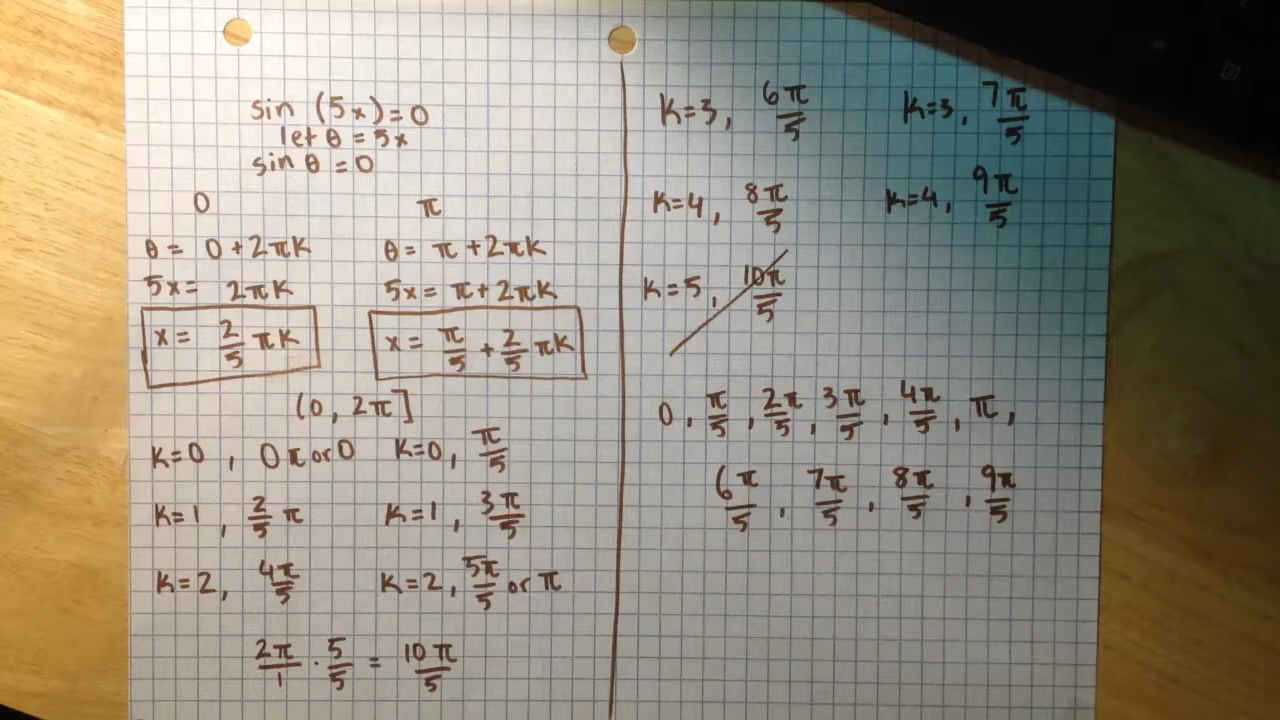 sin (5x) = 0
let θ = 5x
sin θ = 0
0
θ = 0 + 2πK
5x = 2πK
x = 2/5 πK
π
θ = π + 2πK
5x = π + 2πK
x = π/5 + 2/5 πK
(0, 2π]
K=0, 0π or 0 K=0, π/5
K=1, 2/5 π K=1, 3π/5
K=2, 4π/5 K=2, 5π/5 or π
2π/1 · 5/5 = 10π/5
K=3, 6π/5 K=3, 7π/5
K=4, 8π/5 K=4, 9π/5
K=5, 10π/5
0, π/5, 2π/5, 3π/5, 4π/5, π,
6π/5, 7π/5, 8π/5, 9π/5